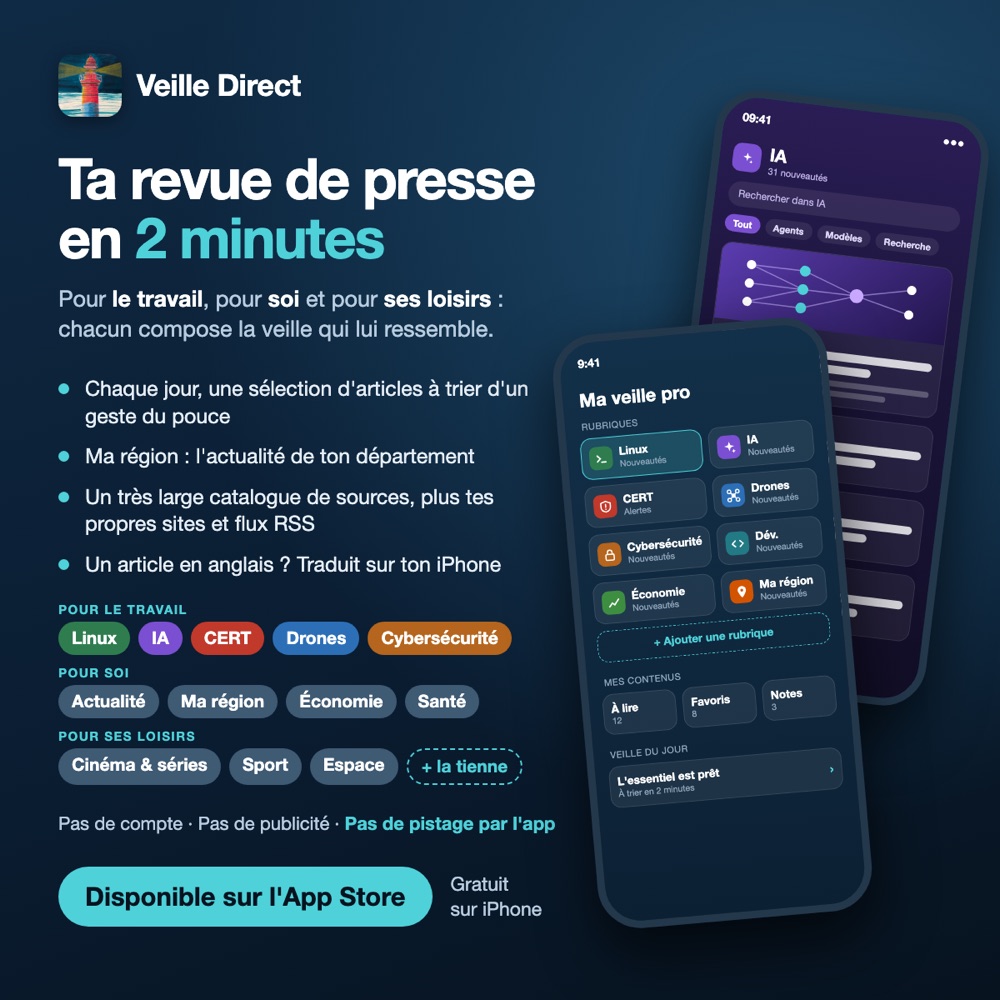 Veille Direct
Ta revue de presse
en 2 minutes
Pour le travail, pour soi et pour ses loisirs :
chacun compose la veille qui lui ressemble.
Chaque jour, une sélection d'articles à trier d'un
geste du pouce
Ma région : l'actualité de ton département
Un très large catalogue de sources, plus tes
propres sites et flux RSS
Un article en anglais ? Traduit sur ton iPhone
POUR LE TRAVAIL
Linux IA CERT Drones Cybersécurité
POUR SOI
Actualité Ma région Économie Santé
POUR SES LOISIRS
Cinéma & séries Sport Espace + la tienne
Pas de compte · Pas de publicité · Pas de pistage par l'app
Disponible sur l'App Store
Gratuit
sur iPhone
09:41
IA
31 nouveautés
Rechercher dans IA
Tout Agents Modèles Recherche
9:41
Ma veille pro
RUBRIQUES
Linux
Nouveautés
IA
Nouveautés
CERT
Alertes
Drones
Nouveautés
Cybersécurité
Nouveautés
Dév.
Nouveautés
Économie
Nouveautés
Ma région
Nouveautés
+ Ajouter une rubrique
MES CONTENUS
À lire
12
Favoris
8
Notes
3
VEILLE DU JOUR
L'essentiel est prêt
À trier en 2 minutes